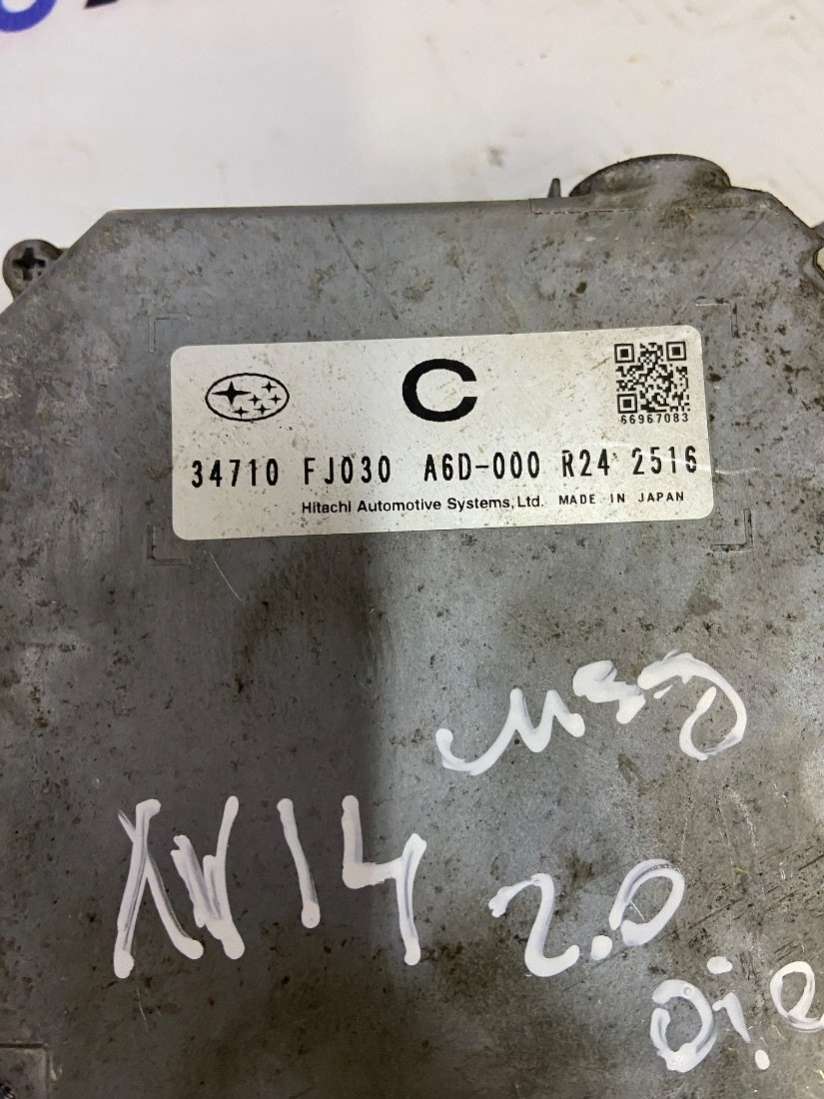 C
66967083
34710 FJ030 A6D-000 R24 2516
Hitachi Automotive Systems, Ltd. MADE IN JAPAN
XV14
2.0